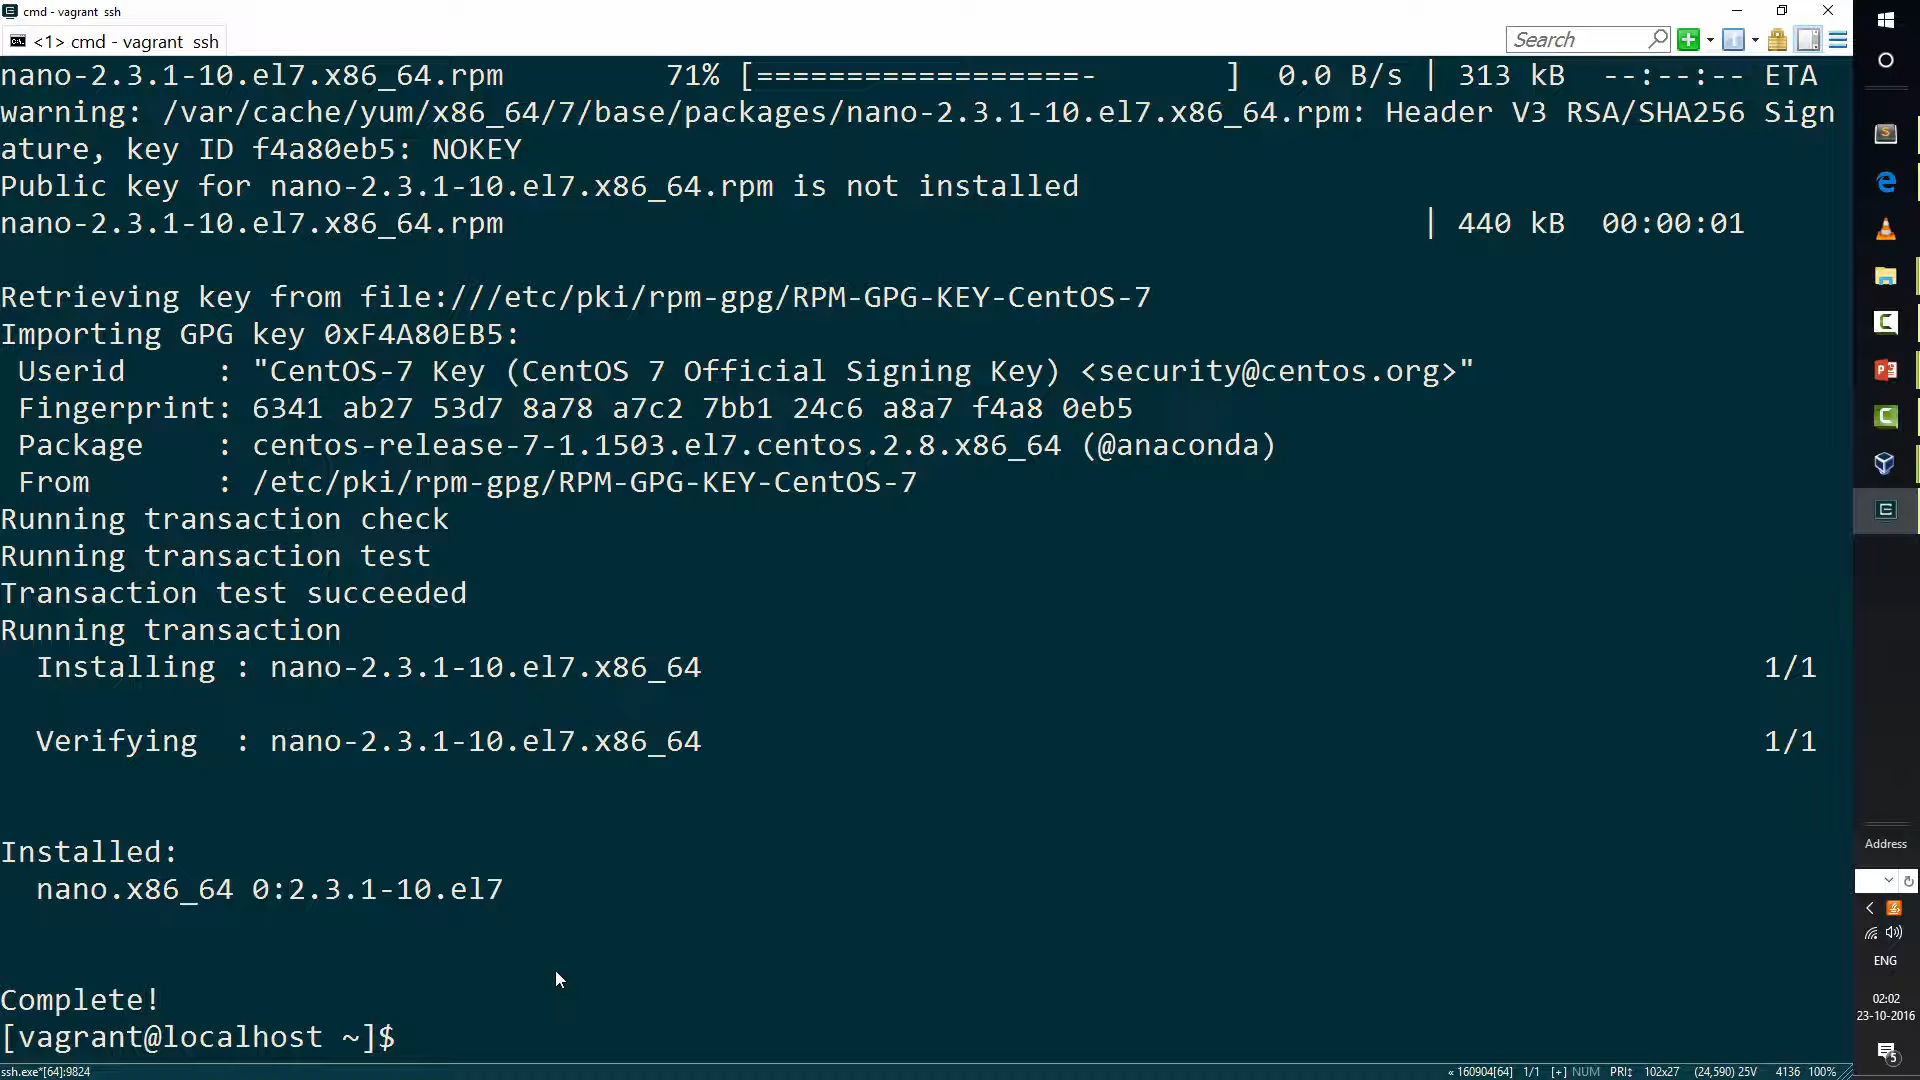 cmd - vagrant  ssh
<1> cmd - vagrant  ssh
Search
nano-2.3.1-10.el7.x86_64.rpm         71% [==================-       ]  0.0 B/s | 313 kB  --:--:-- ETA
warning: /var/cache/yum/x86_64/7/base/packages/nano-2.3.1-10.el7.x86_64.rpm: Header V3 RSA/SHA256 Sign
ature, key ID f4a80eb5: NOKEY
Public key for nano-2.3.1-10.el7.x86_64.rpm is not installed
nano-2.3.1-10.el7.x86_64.rpm                                                   | 440 kB  00:00:01
Retrieving key from file:///etc/pki/rpm-gpg/RPM-GPG-KEY-CentOS-7
Importing GPG key 0xF4A80EB5:
 Userid     : "CentOS-7 Key (CentOS 7 Official Signing Key) <security@centos.org>"
 Fingerprint: 6341 ab27 53d7 8a78 a7c2 7bb1 24c6 a8a7 f4a8 0eb5
 Package    : centos-release-7-1.1503.el7.centos.2.8.x86_64 (@anaconda)
 From       : /etc/pki/rpm-gpg/RPM-GPG-KEY-CentOS-7
Running transaction check
Running transaction test
Transaction test succeeded
Running transaction
  Installing : nano-2.3.1-10.el7.x86_64                                                           1/1
  Verifying  : nano-2.3.1-10.el7.x86_64                                                           1/1
Installed:
  nano.x86_64 0:2.3.1-10.el7
Complete!
[vagrant@localhost ~]$
ssh.exe*[64]:9824
« 160904[64]  1/1  [+] NUM  PRI↕  102x27  (24,590) 25V  4136  100%
Address
ENG
02:02
23-10-2016
5